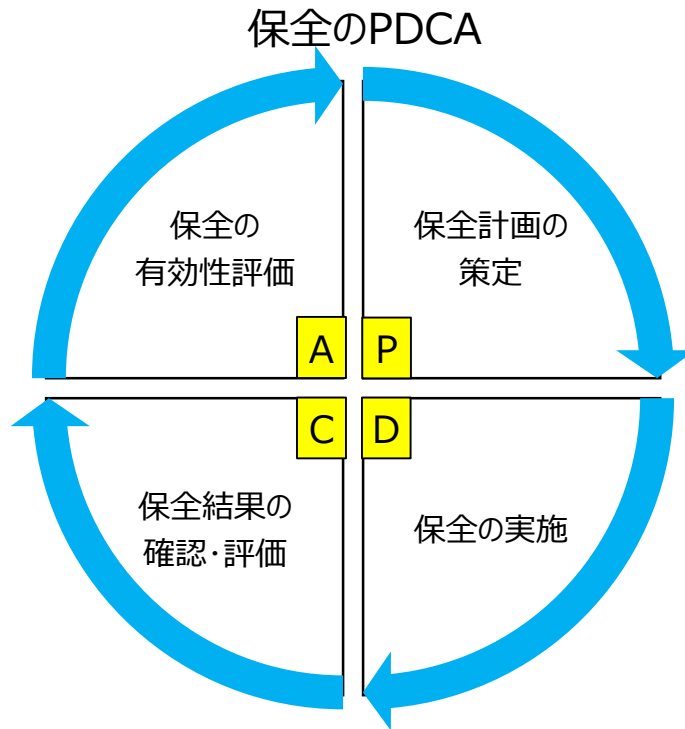 保全のPDCA
保全の
有効性評価
A
保全計画の
策定
P
保全結果の
確認・評価
C
保全の実施
D